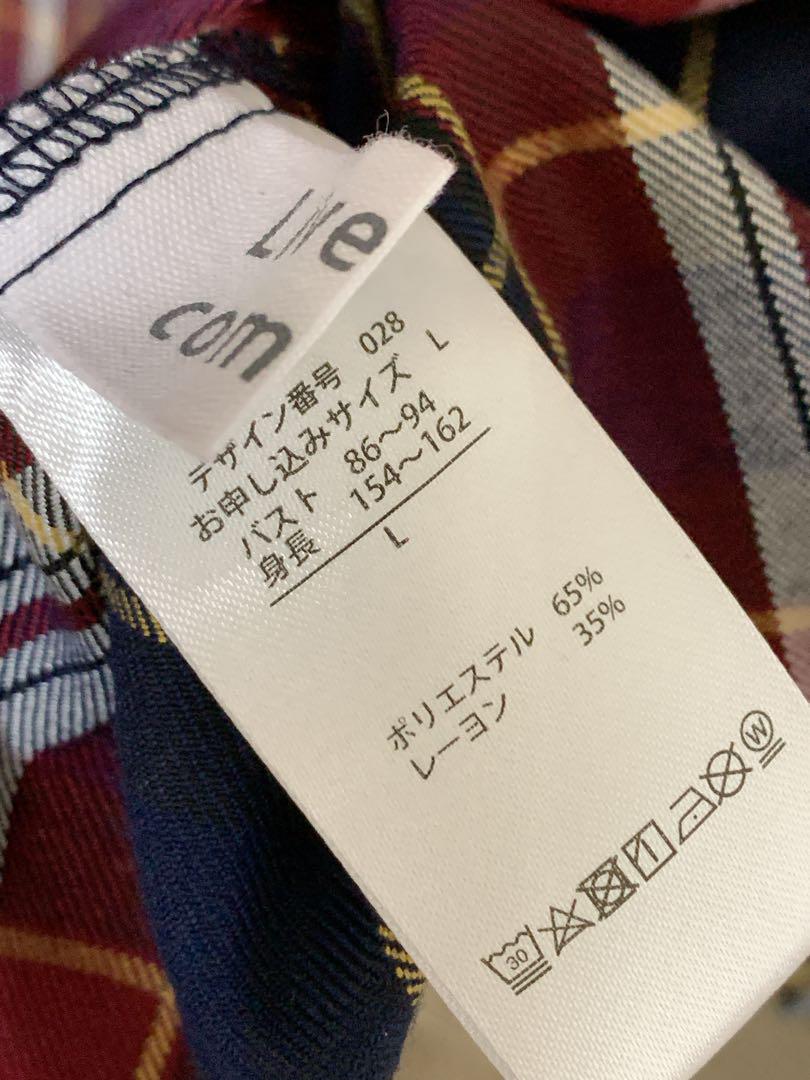 com
e
デザイン番号 028
お申し込みサイズ L
バスト 86～94
身長 154～162
L
ポリエステル 65%
レーヨン 35%
30
W